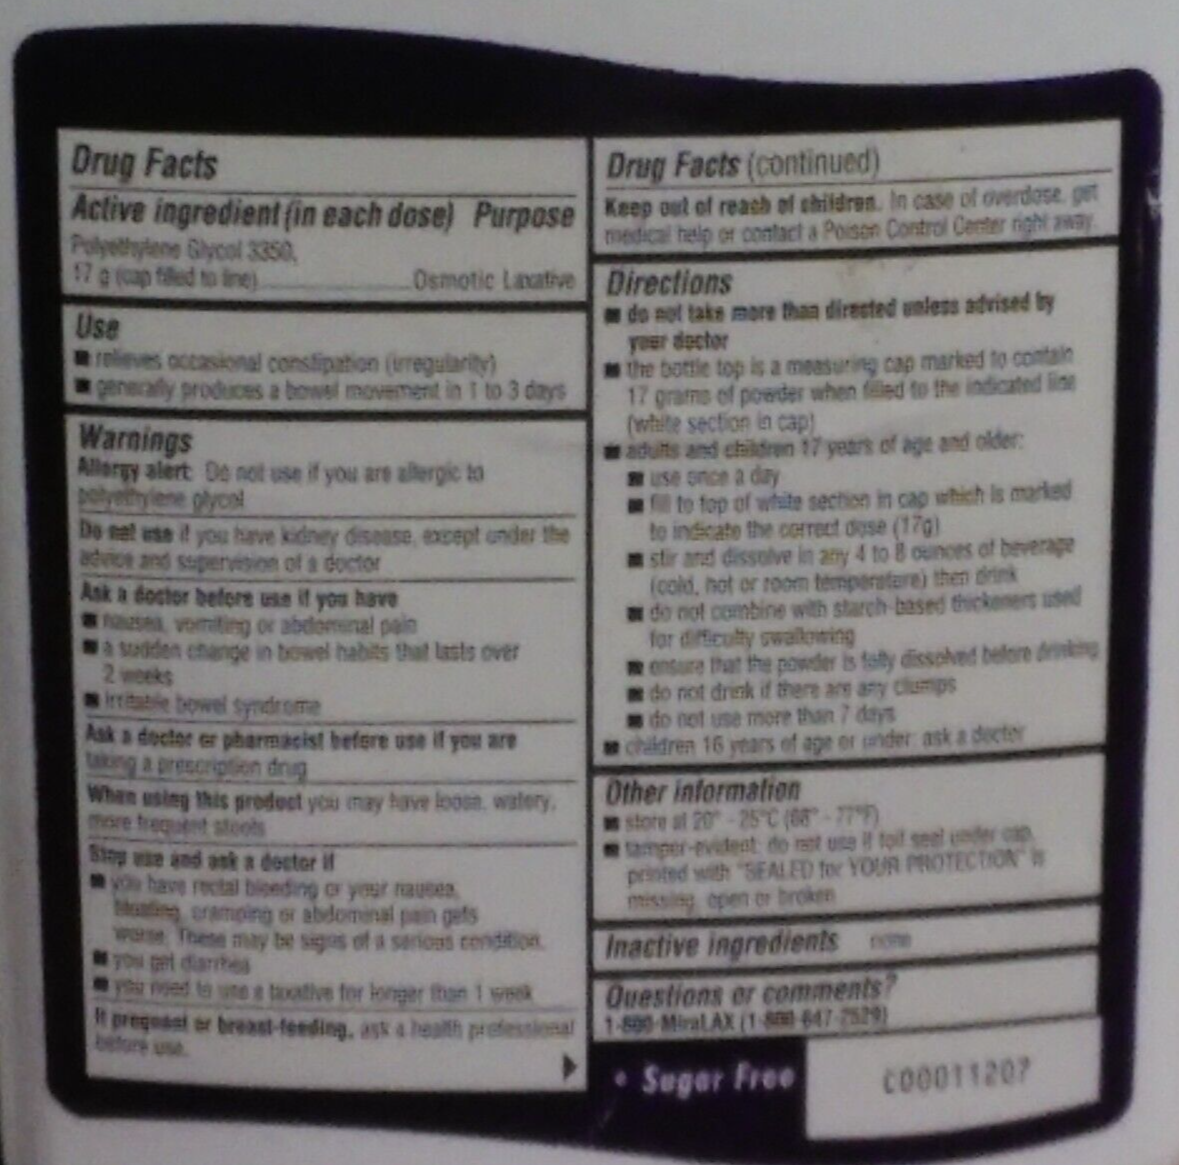 Drug Facts
Active ingredient (in each dose) Purpose
Polyethylene Glycol 3350,
17 g (cap filled to line) Osmotic Laxative
Use
■ relieves occasional constipation (irregularity)
■ generally produces a bowel movement in 1 to 3 days
Warnings
Allergy alert: Do not use if you are allergic to
polyethylene glycol
Do not use if you have kidney disease, except under the
advice and supervision of a doctor
Ask a doctor before use if you have
■ nausea, vomiting or abdominal pain
■ a sudden change in bowel habits that lasts over
2 weeks
■ irritable bowel syndrome
Ask a doctor or pharmacist before use if you are
taking a prescription drug
When using this product you may have loose, watery,
more frequent stools
Stop use and ask a doctor if
■ you have rectal bleeding or your nausea,
bloating, cramping or abdominal pain gets
worse. These may be signs of a serious condition.
■ you get diarrhea
■ you need to use a laxative for longer than 1 week
If pregnant or breast-feeding, ask a health professional
before use.
Drug Facts (continued)
Keep out of reach of children. In case of overdose, get
medical help or contact a Poison Control Center right away.
Directions
■ do not take more than directed unless advised by
your doctor
■ the bottle top is a measuring cap marked to contain
17 grams of powder when filled to the indicated line
(white section in cap)
■ adults and children 17 years of age and older:
■ use once a day
■ fill to top of white section in cap which is marked
to indicate the correct dose (17g)
■ stir and dissolve in any 4 to 8 ounces of beverage
(cold, hot or room temperature) then drink
■ do not combine with starch-based thickeners used
for difficulty swallowing
■ ensure that the powder is fully dissolved before drinking
■ do not drink if there are any clumps
■ do not use more than 7 days
■ children 16 years of age or under: ask a doctor
Other information
■ store at 20° - 25°C (68° - 77°F)
■ tamper-evident: do not use if foil seal under cap,
printed with "SEALED for YOUR PROTECTION" is
missing, open or broken
Inactive ingredients none
Questions or comments?
1-800-MiraLAX (1-800-647-2529)
• Sugar Free
C00011207